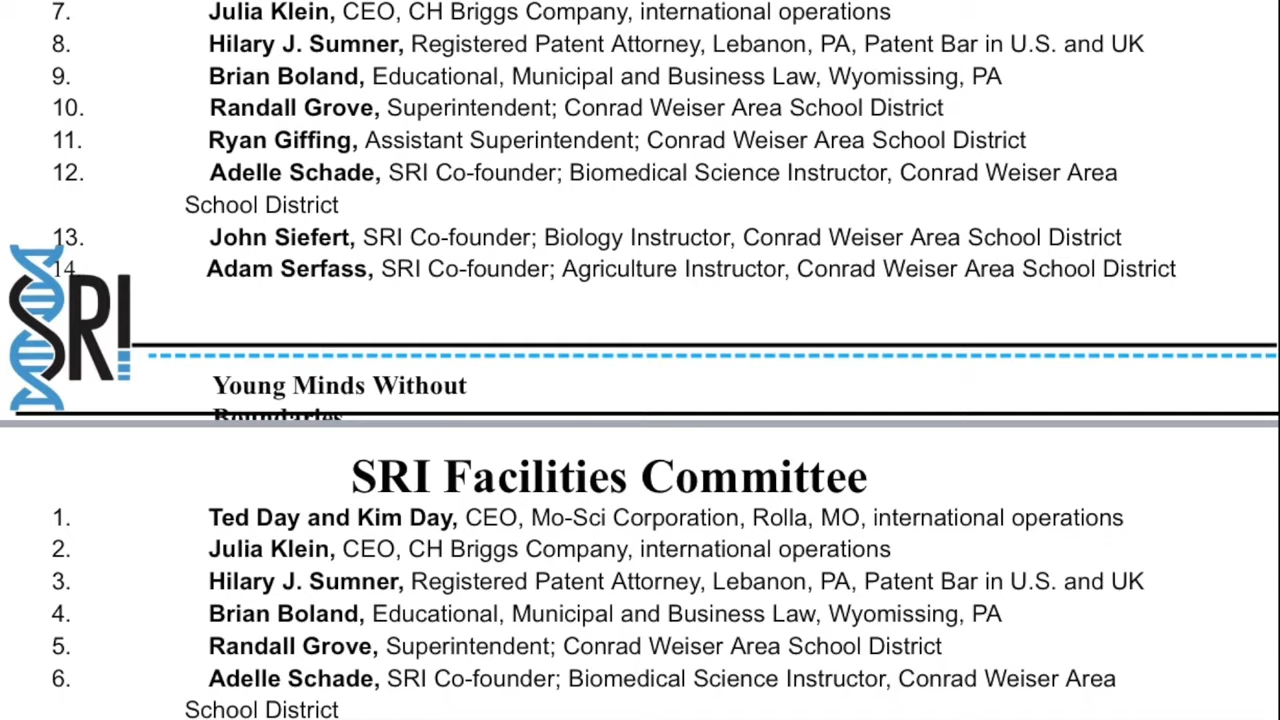 7. Julia Klein, CEO, CH Briggs Company, international operations
8. Hilary J. Sumner, Registered Patent Attorney, Lebanon, PA, Patent Bar in U.S. and UK
9. Brian Boland, Educational, Municipal and Business Law, Wyomissing, PA
10. Randall Grove, Superintendent; Conrad Weiser Area School District
11. Ryan Giffing, Assistant Superintendent; Conrad Weiser Area School District
12. Adelle Schade, SRI Co-founder; Biomedical Science Instructor, Conrad Weiser Area
School District
13. John Siefert, SRI Co-founder; Biology Instructor, Conrad Weiser Area School District
14 Adam Serfass, SRI Co-founder; Agriculture Instructor, Conrad Weiser Area School District
SRI
Young Minds Without
Boundaries
SRI Facilities Committee
1. Ted Day and Kim Day, CEO, Mo-Sci Corporation, Rolla, MO, international operations
2. Julia Klein, CEO, CH Briggs Company, international operations
3. Hilary J. Sumner, Registered Patent Attorney, Lebanon, PA, Patent Bar in U.S. and UK
4. Brian Boland, Educational, Municipal and Business Law, Wyomissing, PA
5. Randall Grove, Superintendent; Conrad Weiser Area School District
6. Adelle Schade, SRI Co-founder; Biomedical Science Instructor, Conrad Weiser Area
School District